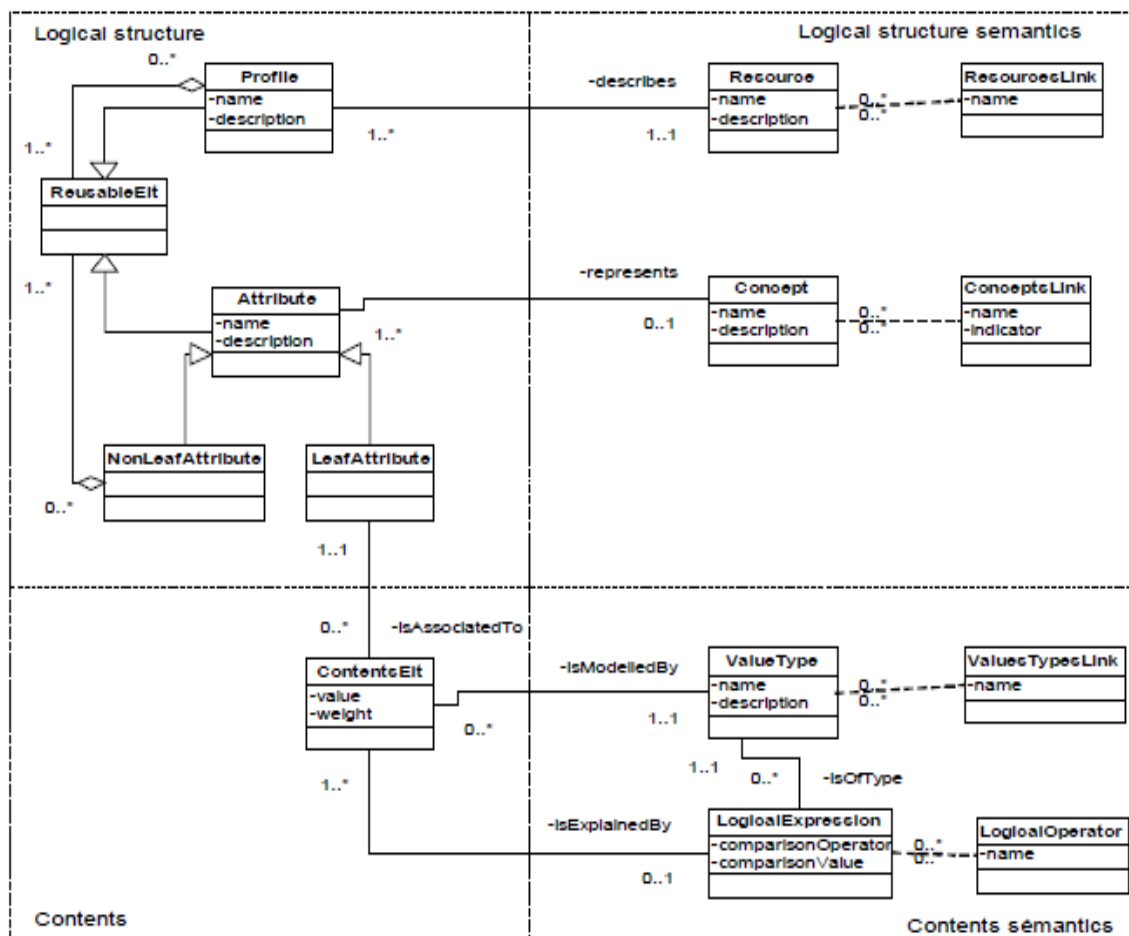 Logical structure
Logical structure semantics
0..*
Profile
-name
-description
-describes
1..*
1..1
Resource
-name
-description
0..*
0..*
ResourcesLink
-name
1..*
ReusableElt
1..*
Attribute
-name
-description
1..*
-represents
0..1
Concept
-name
-description
0..*
0..*
ConceptsLink
-name
-indicator
NonLeafAttribute
LeafAttribute
0..*
1..1
0..*
-isAssociatedTo
ContentsElt
-value
-weight
0..*
-isModelledBy
1..1
ValueType
-name
-description
0..*
0..*
ValuesTypesLink
-name
1..1
0..*
-isOfType
1..*
-isExplainedBy
0..1
LogicalExpression
-comparisonOperator
-comparisonValue
0..*
0..
LogicalOperator
-name
Contents
Contents sémantics